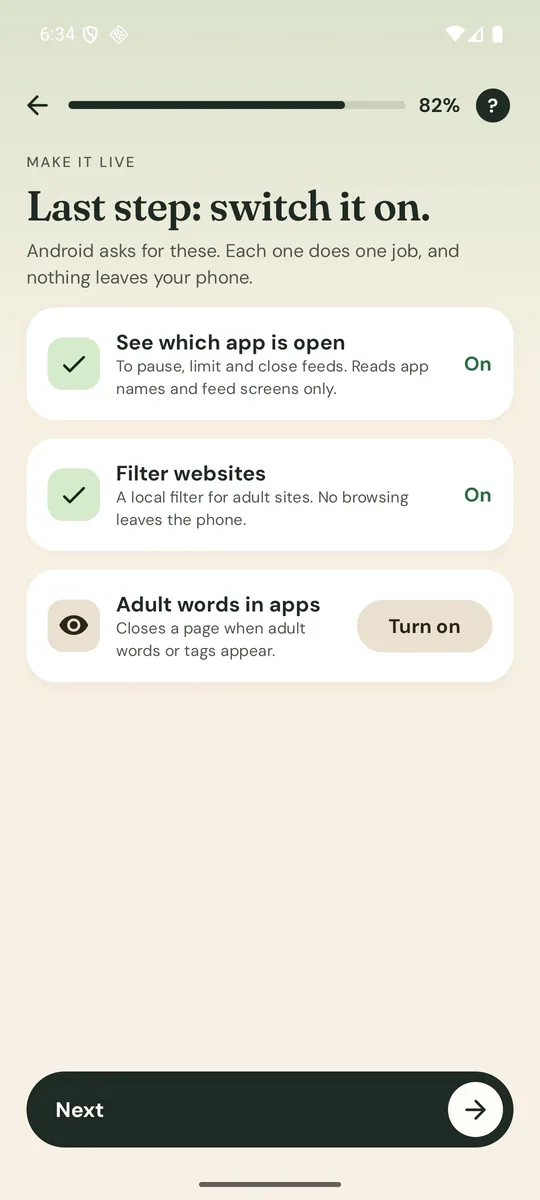 6:34
82%
?
MAKE IT LIVE
Last step: switch it on.
Android asks for these. Each one does one job, and
nothing leaves your phone.
See which app is open
To pause, limit and close feeds. Reads app
names and feed screens only.
On
Filter websites
A local filter for adult sites. No browsing
leaves the phone.
On
Adult words in apps
Closes a page when adult
words or tags appear.
Turn on
Next